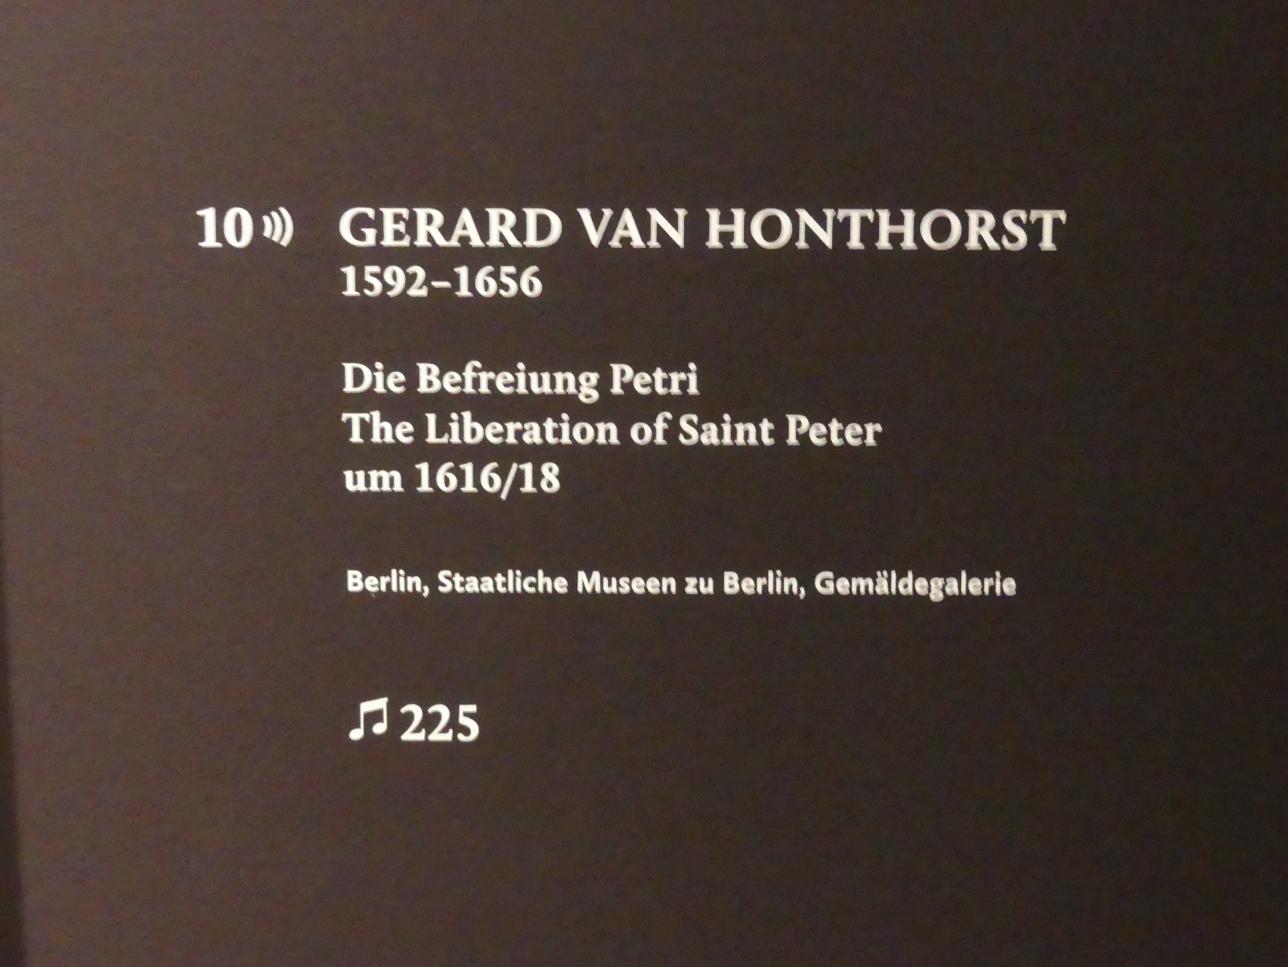 10 GERARD VAN HONTHORST
1592–1656
Die Befreiung Petri
The Liberation of Saint Peter
um 1616/18
Berlin, Staatliche Museen zu Berlin, Gemäldegalerie
♫ 225